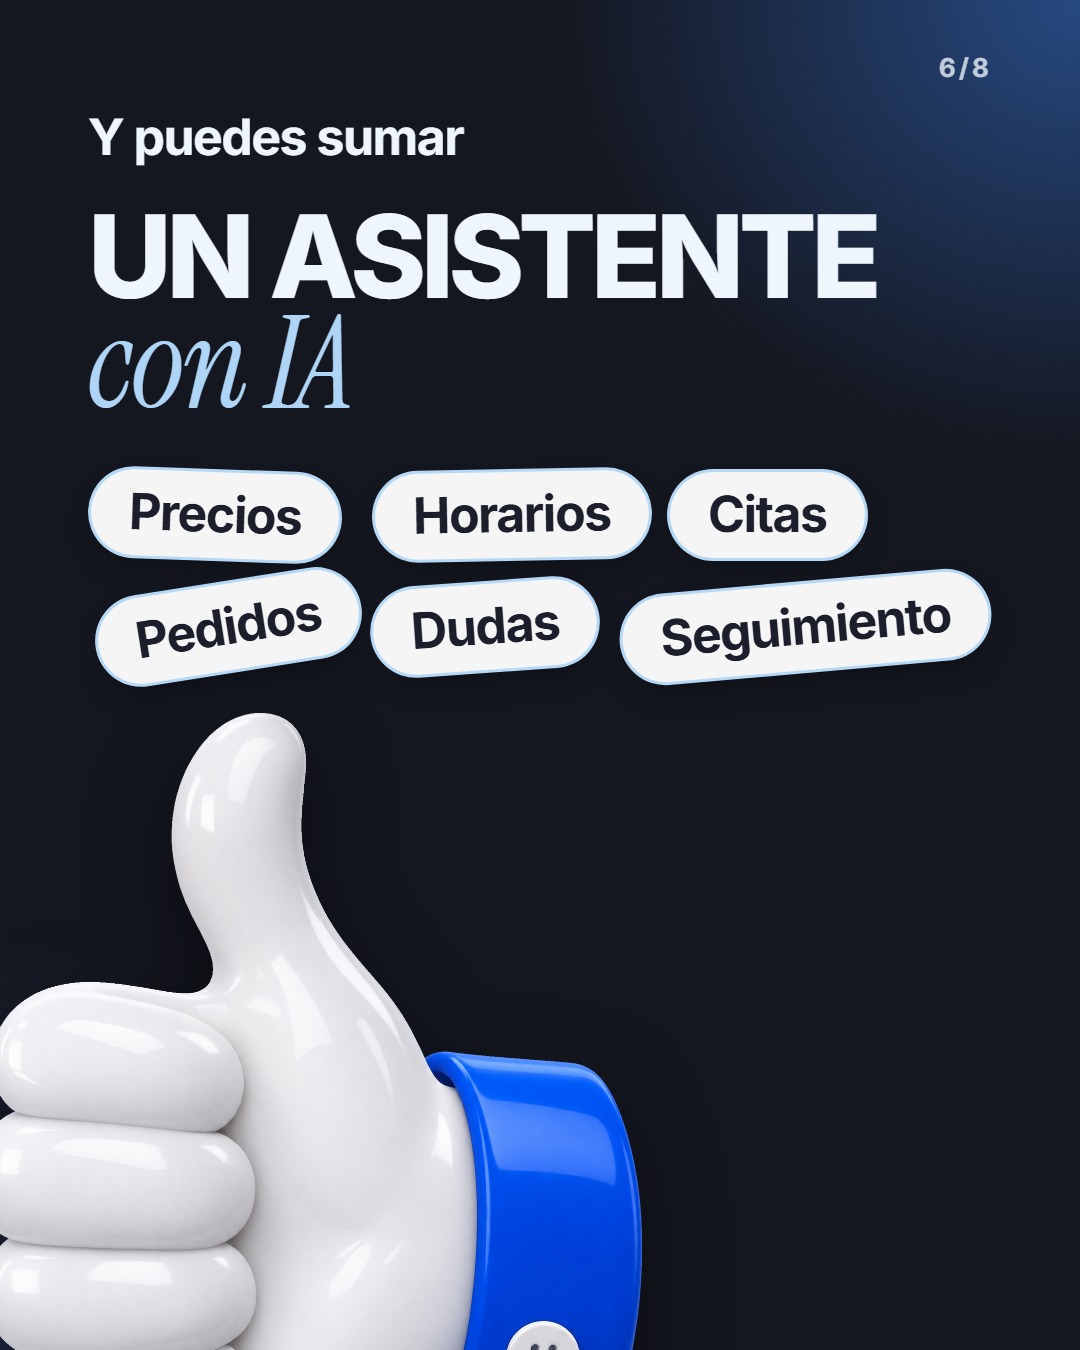 6/8
Y puedes sumar
UN ASISTENTE
con IA
Precios Horarios Citas
Pedidos Dudas Seguimiento